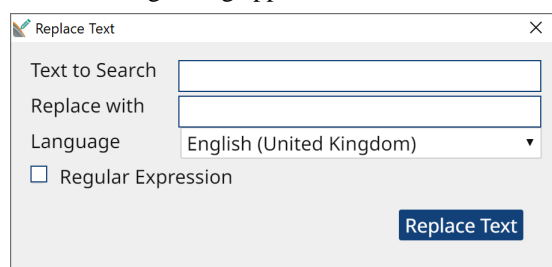 Replace Text
Text to Search
Replace with
Language English (United Kingdom)
Regular Expression
Replace Text